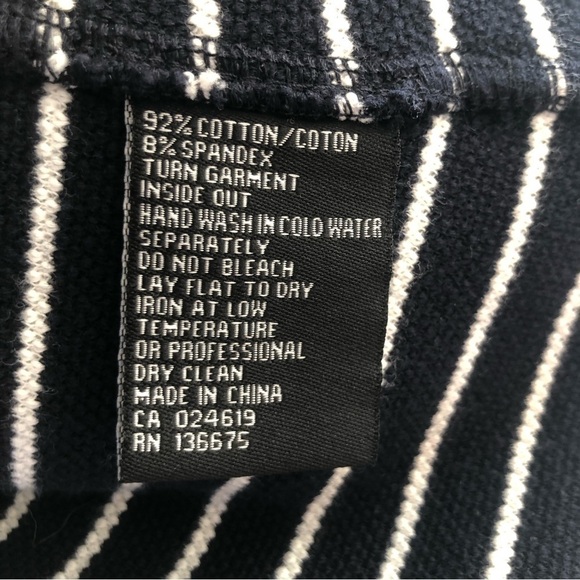 92% COTTON/COTON
8% SPANDEX
TURN GARMENT
INSIDE OUT
HAND WASH IN COLD WATER
SEPARATELY
DO NOT BLEACH
LAY FLAT TO DRY
IRON AT LOW
TEMPERATURE
OR PROFESSIONAL
DRY CLEAN
MADE IN CHINA
CA 024619
RN 136675